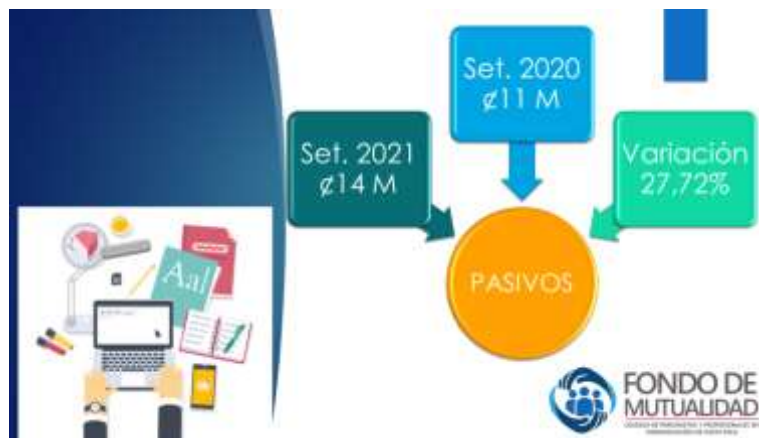 Set. 2020
¢11 M
Set. 2021
¢14 M
Variación
27,72%
PASIVOS
Aa
FONDO DE
MUTUALIDAD